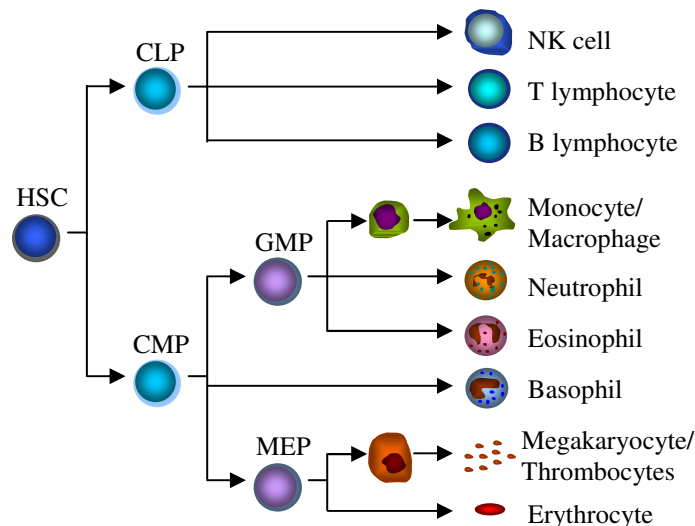 NK cell
CLP
T lymphocyte
B lymphocyte
HSC
Monocyte/
Macrophage
GMP
Neutrophil
Eosinophil
CMP
Basophil
MEP
Megakaryocyte/
Thrombocytes
Erythrocyte